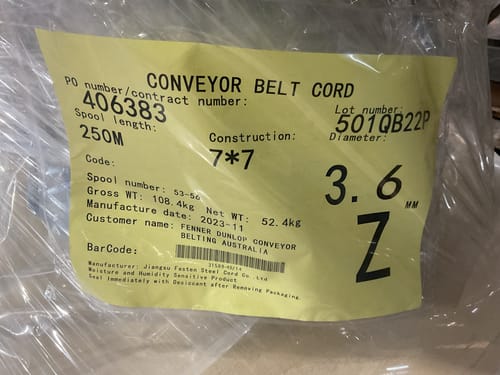 CONVEYOR BELT CORD
PO number/contract number:
406383
Lot number:
501QB22P
Spool length:
250M
Construction:
7*7
Diameter:
3.6 MM
Code:
Z
Spool number: 53-56
Gross WT: 108.4kg Net WT: 52.4kg
Manufacture date: 2023-11
Customer name: FENNER DUNLOP CONVEYOR
BELTING AUSTRALIA
BarCode:
Manufacturer: Jiangsu Fasten Steel Cord Co. Ltd
Moisture and Humidity Sensitive Product
Seal Immediately with Desiccant after Removing Packaging.